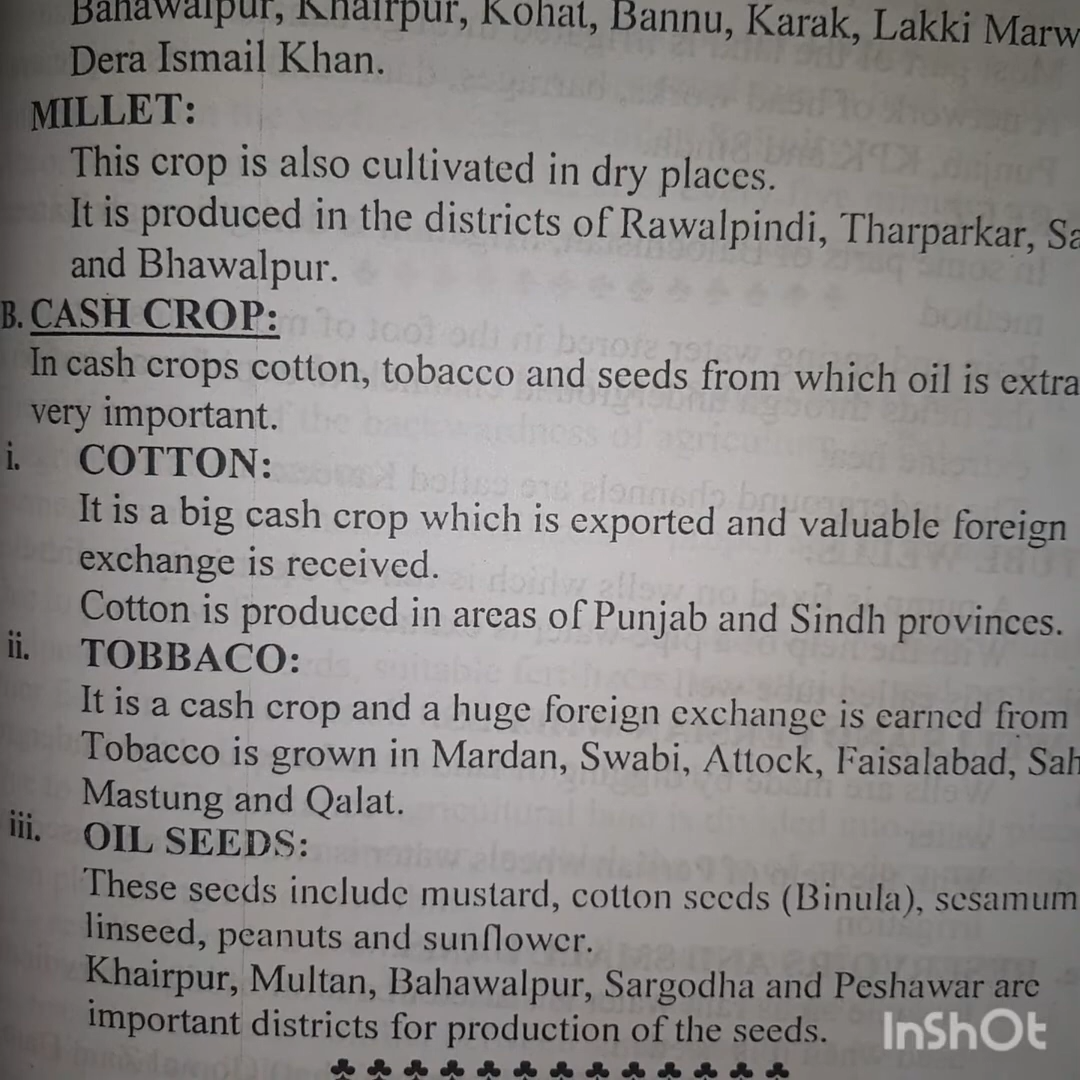 Bahawalpur, Khairpur, Kohat, Bannu, Karak, Lakki Marw
Dera Ismail Khan.
MILLET:
This crop is also cultivated in dry places.
It is produced in the districts of Rawalpindi, Tharparkar, Sa
and Bhawalpur.
B. CASH CROP:
In cash crops cotton, tobacco and seeds from which oil is extra
very important.
i. COTTON:
It is a big cash crop which is exported and valuable foreign
exchange is received.
Cotton is produced in areas of Punjab and Sindh provinces.
ii. TOBBACO:
It is a cash crop and a huge foreign exchange is earned from
Tobacco is grown in Mardan, Swabi, Attock, Faisalabad, Sah
Mastung and Qalat.
iii. OIL SEEDS:
These seeds include mustard, cotton seeds (Binula), sesamum
linseed, peanuts and sunflower.
Khairpur, Multan, Bahawalpur, Sargodha and Peshawar are
important districts for production of the seeds.
InShOt